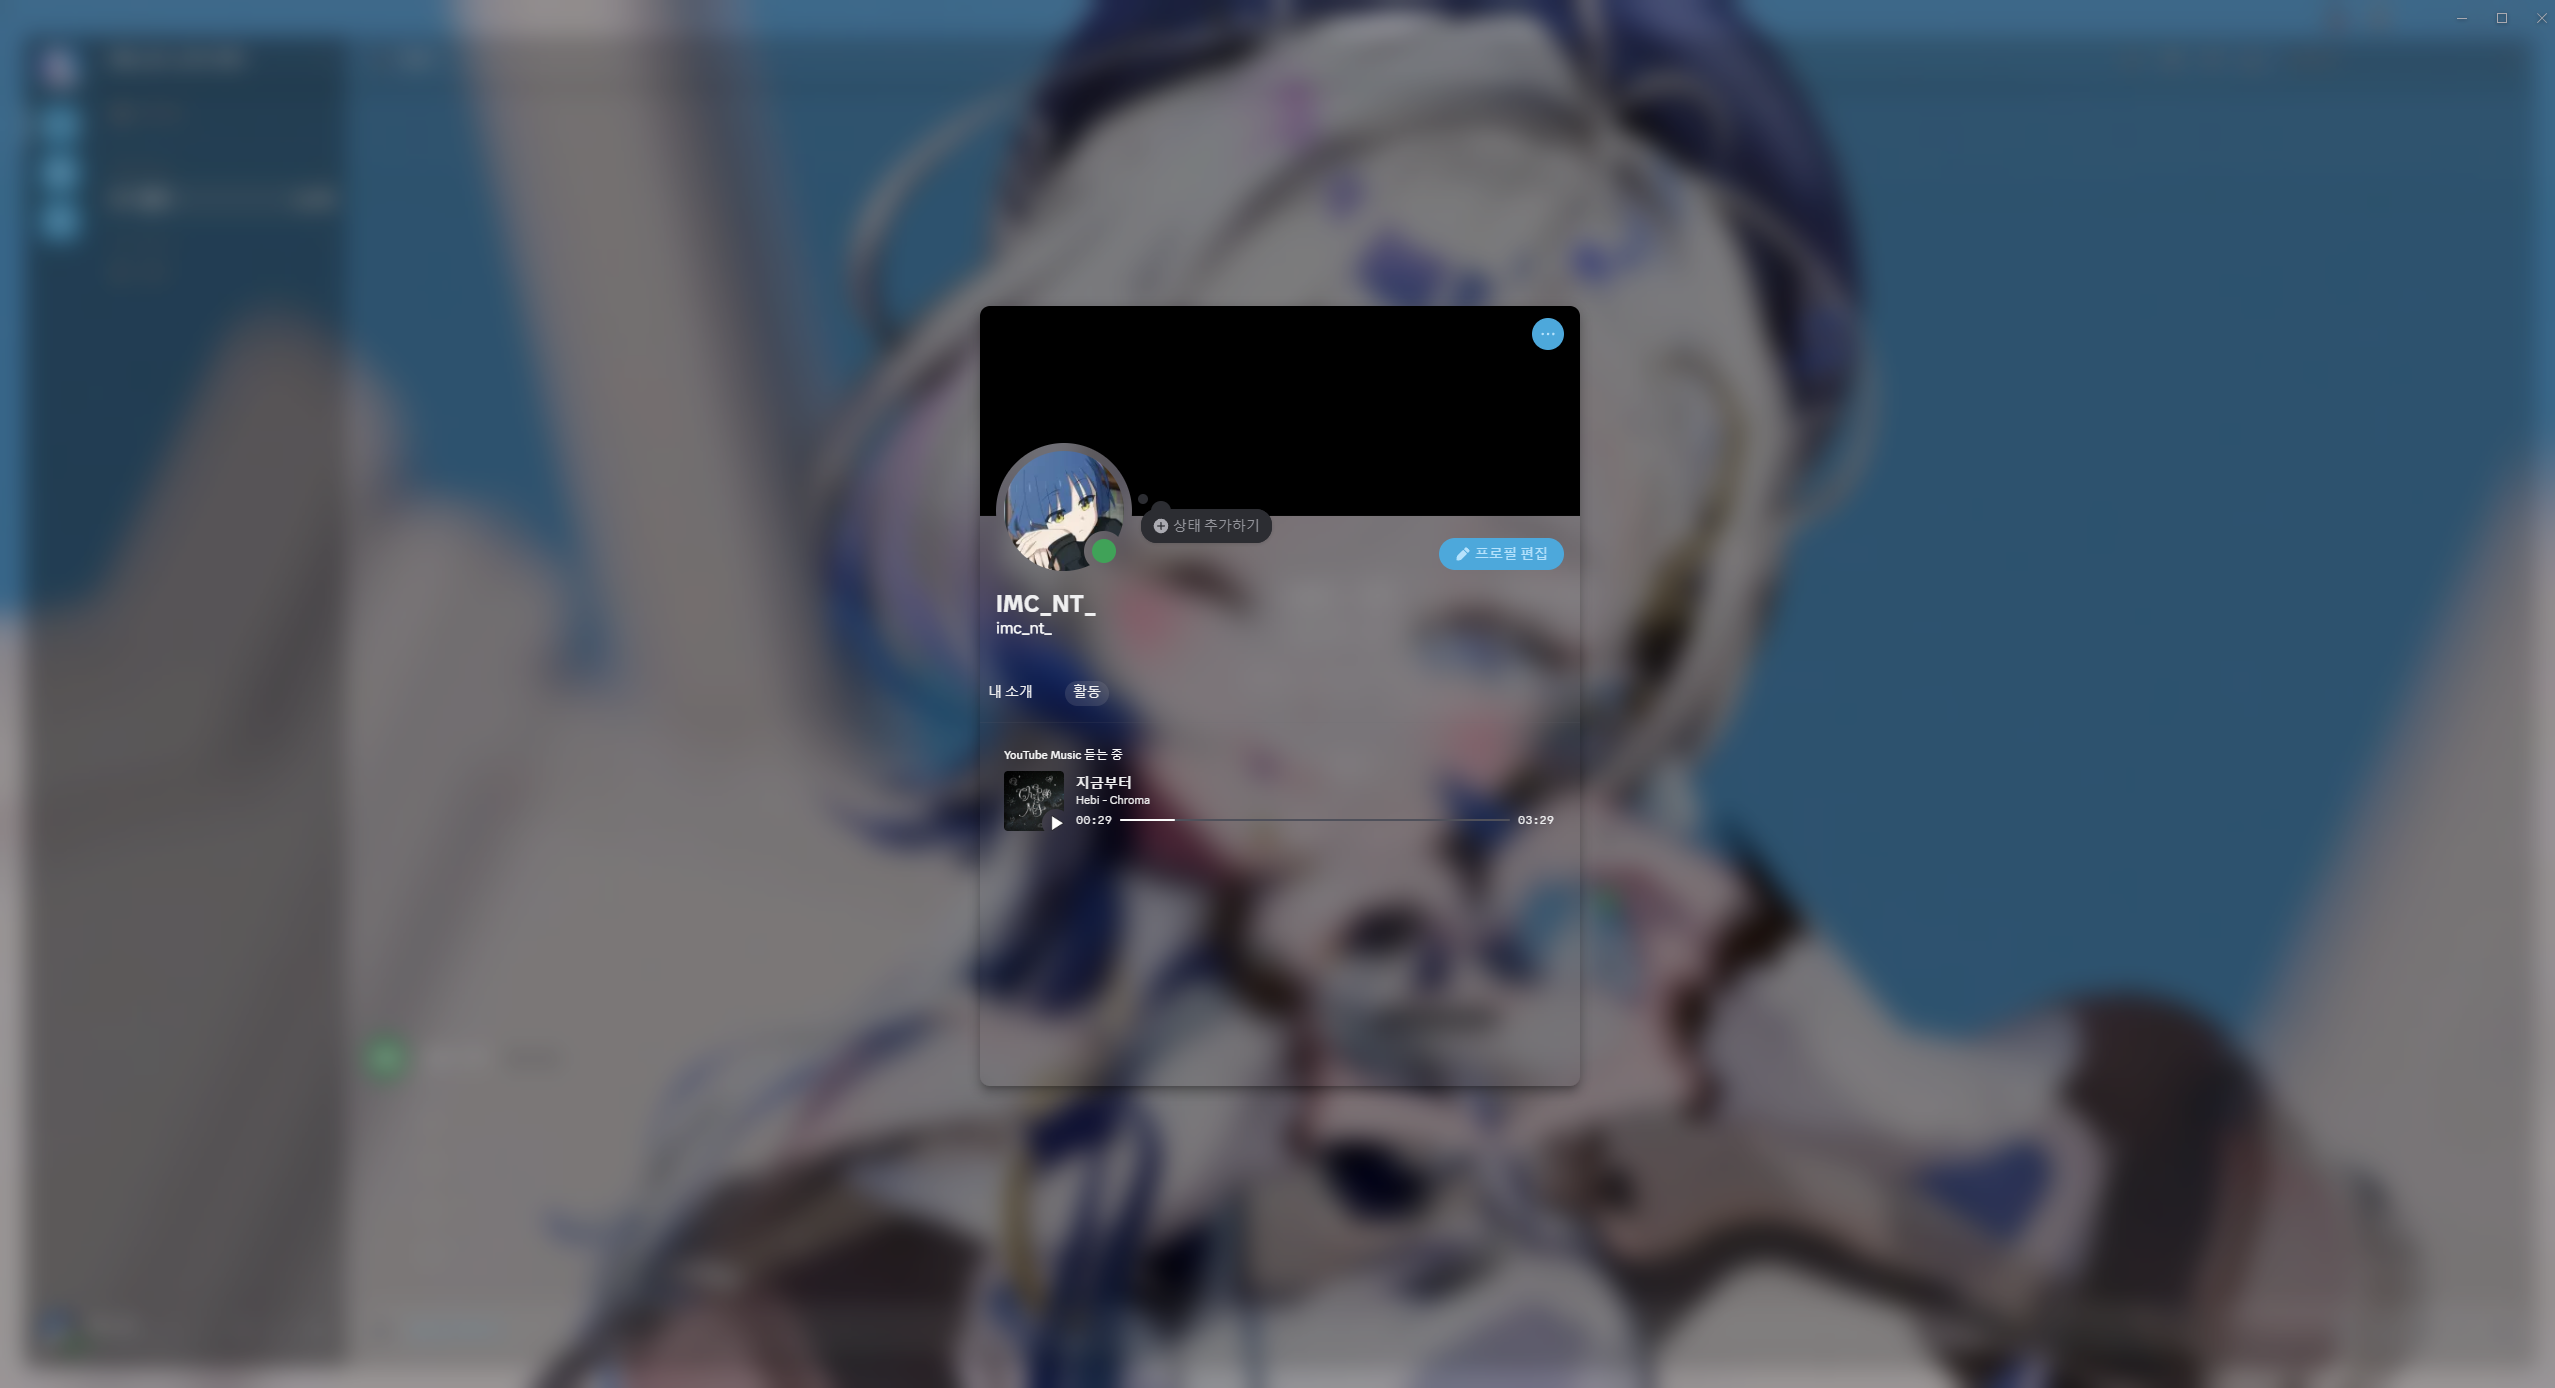 상태 추가하기
프로필 편집
IMC_NT_
imc_nt_
내 소개
활동
YouTube Music 듣는 중
지금부터
Hebi - Chroma
00:29
03:29